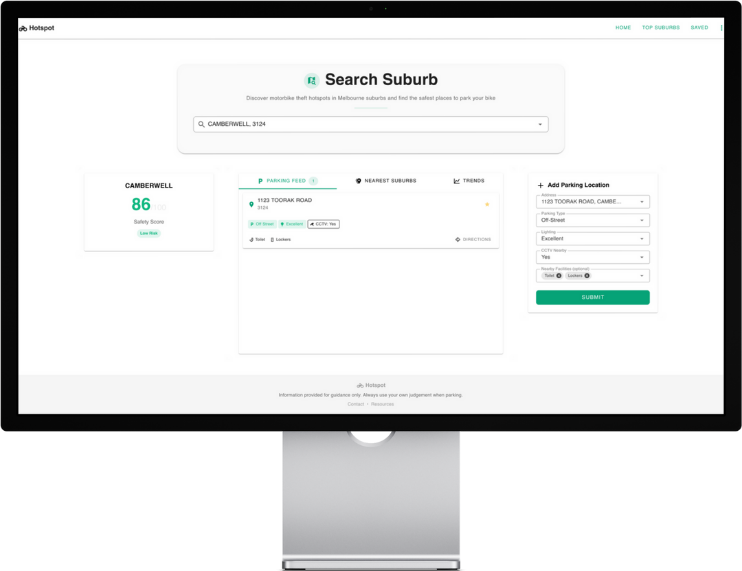 Hotspot
HOME TOP SUBURBS SAVED
Search Suburb
Discover motorbike theft hotspots in Melbourne suburbs and find the safest places to park your bike
CAMBERWELL, 3124
CAMBERWELL
86 /100
Safety Score
Low Risk
PARKING FEED
NEAREST SUBURBS
TRENDS
1123 TOORAK ROAD
3124
Off Street
Excellent
CCTV: Yes
Toilet
Lockers
DIRECTIONS
+ Add Parking Location
Address
1123 TOORAK ROAD, CAMBE...
Parking Type
Off-Street
Lighting
Excellent
CCTV Nearby
Yes
Nearby Facilities (optional)
Toilet
Lockers
SUBMIT
Hotspot
Information provided for guidance only. Always use your own judgement when parking.
Contact | Resources